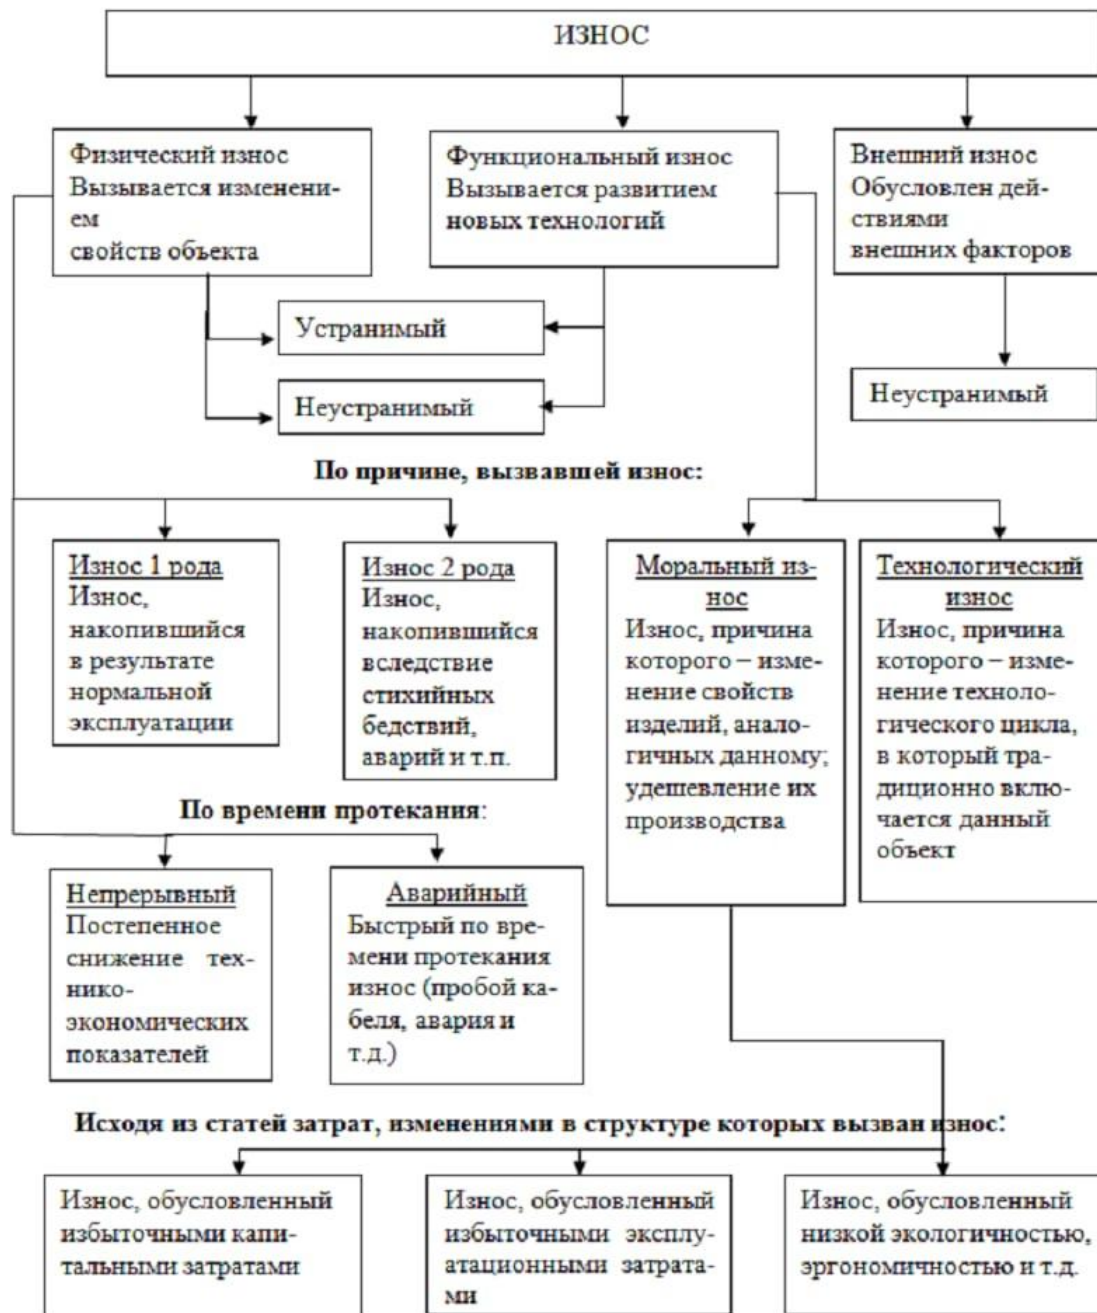 ИЗНОС
Физический износ
Вызывается изменени-
ем
свойств объекта
Функциональный износ
Вызывается развитием
новых технологий
Внешний износ
Обусловлен дей-
ствиями
внешних факторов
Устранимый
Неустранимый
Неустранимый
По причине, вызвавшей износ:
Износ 1 рода
Износ,
накопившийся
в результате
нормальной
эксплуатации
Износ 2 рода
Износ,
накопившийся
вследствие
стихийных
бедствий,
аварий и т.п.
Моральный из-
нос
Износ, причина
которого – изме-
нение свойств
изделий, анало-
гичных данному;
удешевление их
производства
Технологический
износ
Износ, причина
которого – изме-
нение техноло-
гического цикла,
в который тра-
диционно вклю-
чается данный
объект
По времени протекания:
Непрерывный
Постепенное
снижение тех-
нико-
экономических
показателей
Аварийный
Быстрый по вре-
мени протекания
износ (пробой ка-
беля, авария и
т.д.)
Исходя из статей затрат, изменениями в структуре которых вызван износ:
Износ, обусловленный
избыточными капи-
тальными затратами
Износ, обусловленный
избыточными эксплу-
атационными затрата-
ми
Износ, обусловленный
низкой экологичностью,
эргономичностью и т.д.